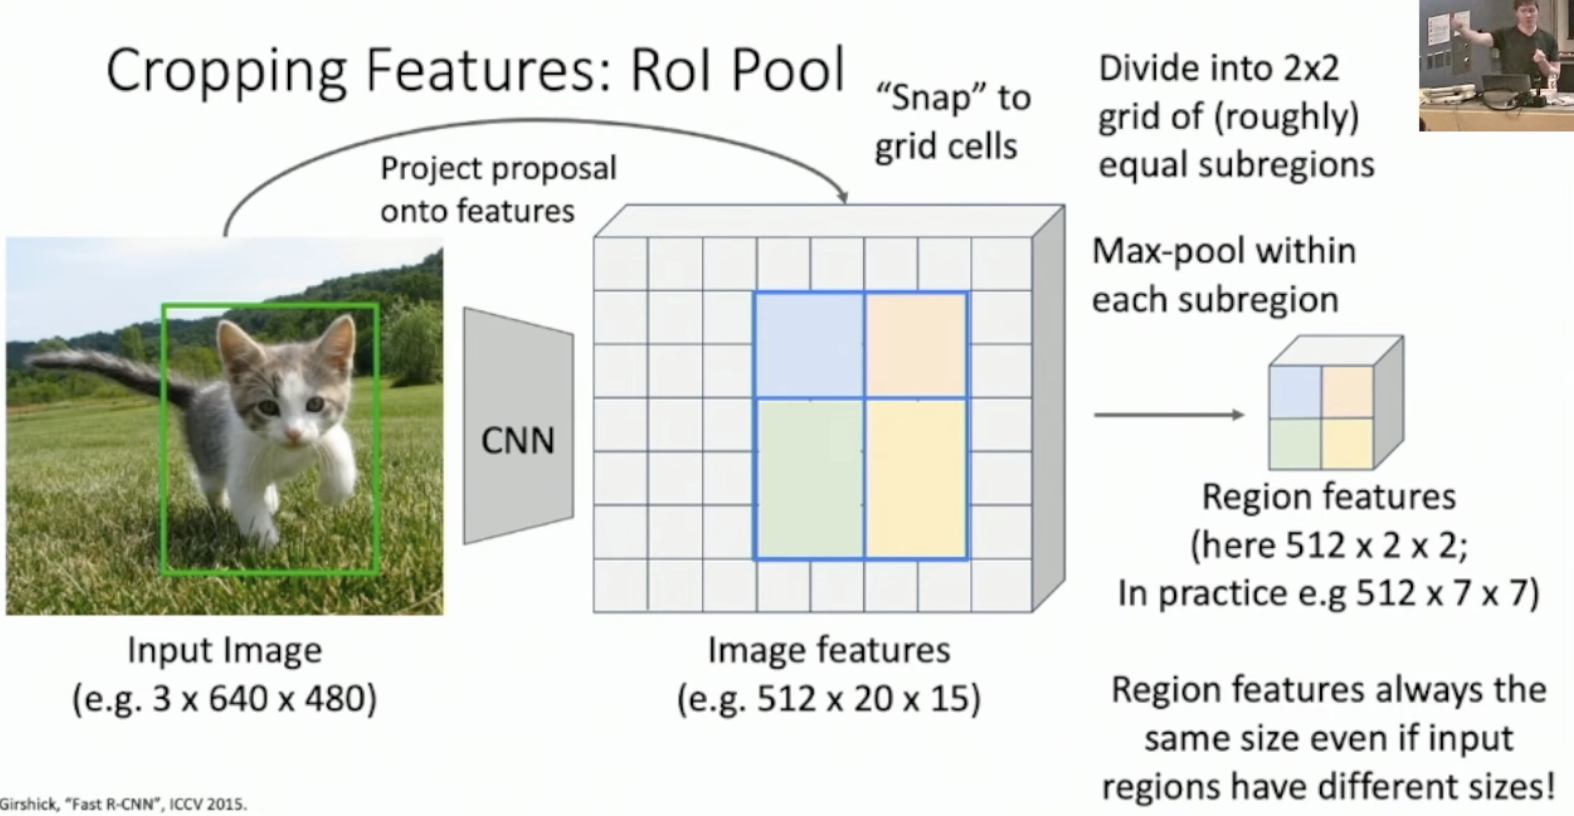 Cropping Features: RoI Pool
"Snap" to
grid cells
Divide into 2x2
grid of (roughly)
equal subregions
Project proposal
onto features
Max-pool within
each subregion
CNN
Region features
(here 512 x 2 x 2;
In practice e.g 512 x 7 x 7)
Input Image
(e.g. 3 x 640 x 480)
Image features
(e.g. 512 x 20 x 15)
Region features always the
same size even if input
regions have different sizes!
Girshick, "Fast R-CNN", ICCV 2015.